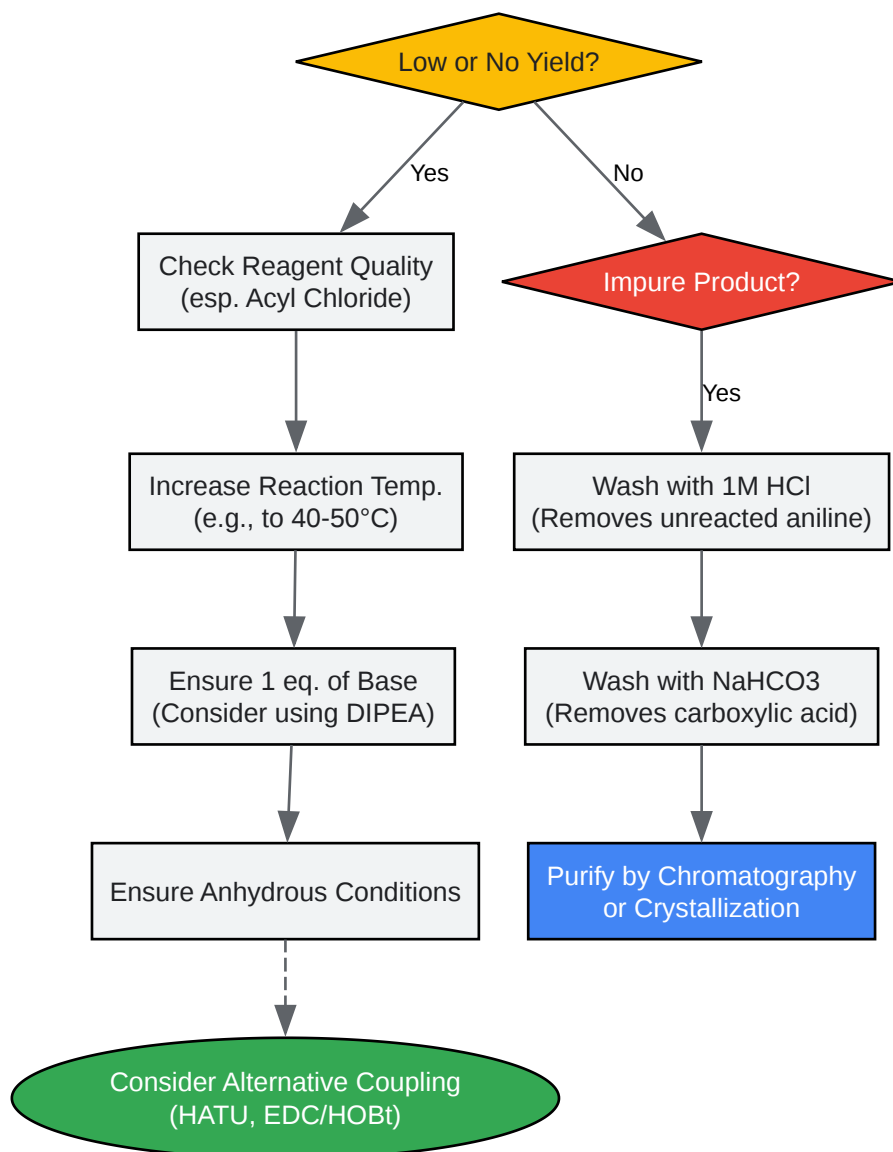 Low or No Yield?
Yes
No
Check Reagent Quality
(esp. Acyl Chloride)
Impure Product?
Yes
Increase Reaction Temp.
(e.g., to 40-50°C)
Wash with 1M HCl
(Removes unreacted aniline)
Ensure 1 eq. of Base
(Consider using DIPEA)
Wash with NaHCO3
(Removes carboxylic acid)
Ensure Anhydrous Conditions
Purify by Chromatography
or Crystallization
Consider Alternative Coupling
(HATU, EDC/HOBt)